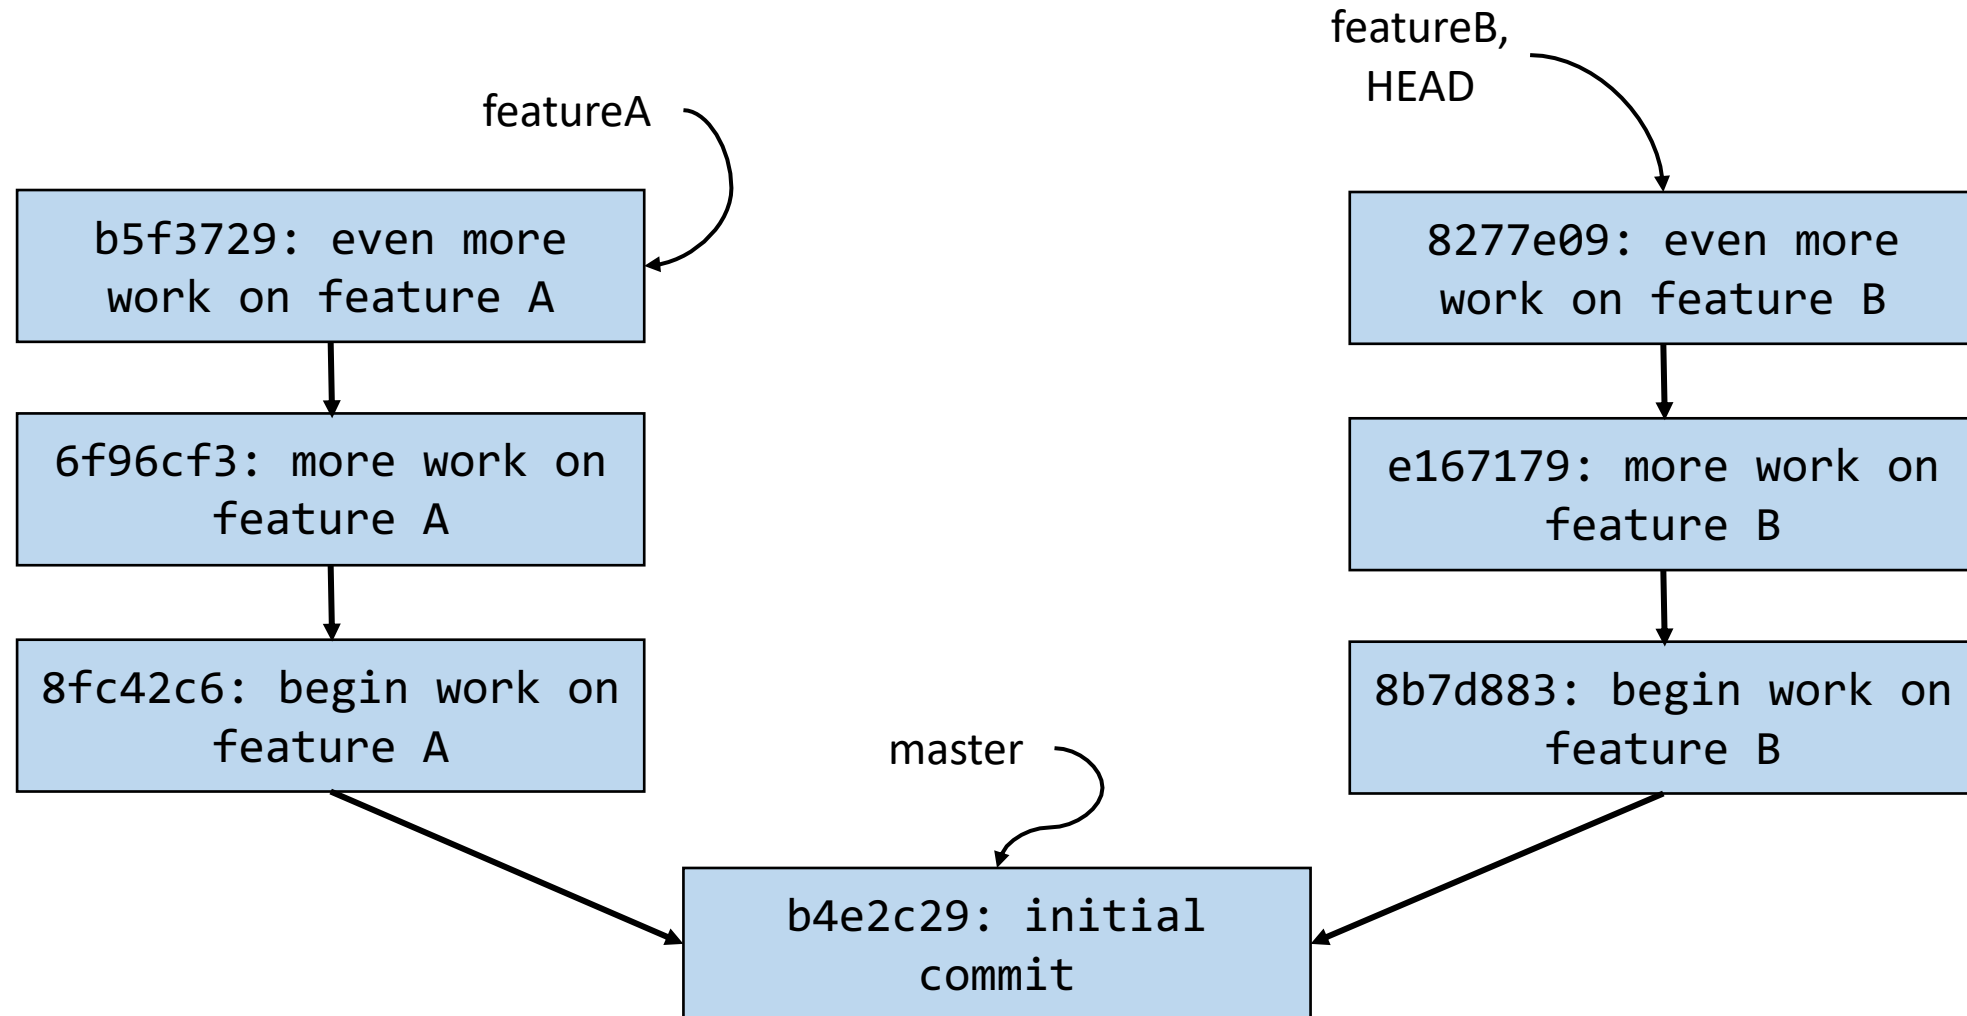 featureB,
HEAD
featureA
b5f3729: even more
work on feature A
8277e09: even more
work on feature B
6f96cf3: more work on
feature A
e167179: more work on
feature B
8fc42c6: begin work on
feature A
8b7d883: begin work on
feature B
master
b4e2c29: initial
commit